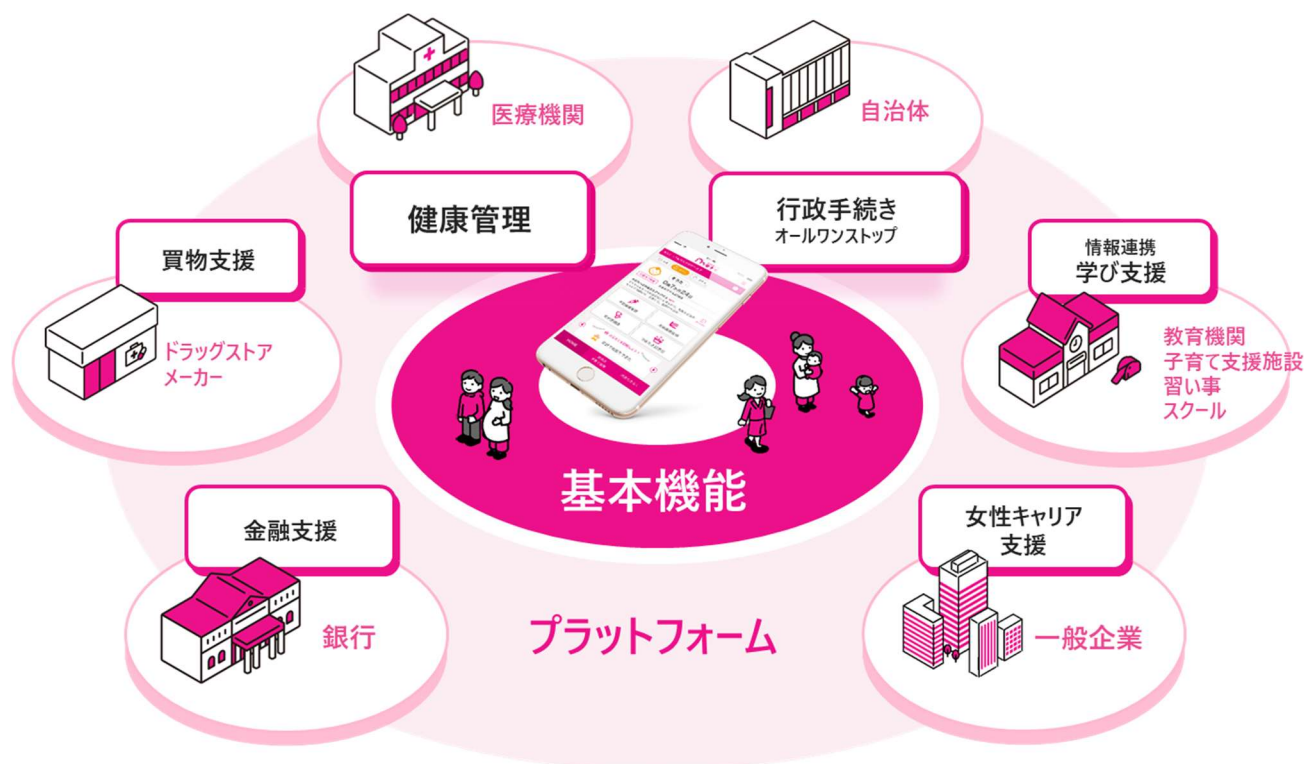 医療機関
健康管理
自治体
行政手続き
オールワンストップ
買物支援
ドラッグストア
メーカー
情報連携
学び支援
教育機関
子育て支援施設
習い事
スクール
基本機能
金融支援
銀行
プラットフォーム
女性キャリア
支援
一般企業